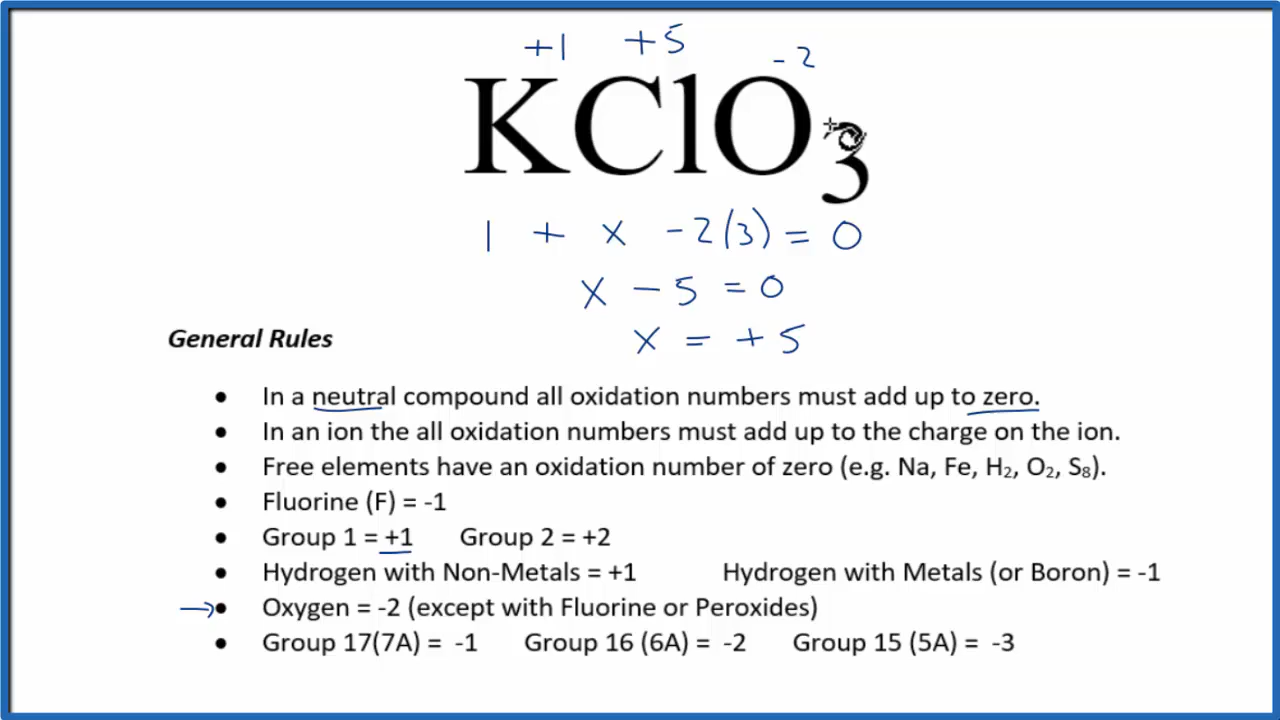 +1 +5 -2
KClO3
1 + x -2(3) = 0
x - 5 = 0
x = +5
General Rules
• In a neutral compound all oxidation numbers must add up to zero.
• In an ion the all oxidation numbers must add up to the charge on the ion.
• Free elements have an oxidation number of zero (e.g. Na, Fe, H₂, O₂, S₈).
• Fluorine (F) = -1
• Group 1 = +1 Group 2 = +2
• Hydrogen with Non-Metals = +1 Hydrogen with Metals (or Boron) = -1
→• Oxygen = -2 (except with Fluorine or Peroxides)
• Group 17(7A) = -1 Group 16 (6A) = -2 Group 15 (5A) = -3